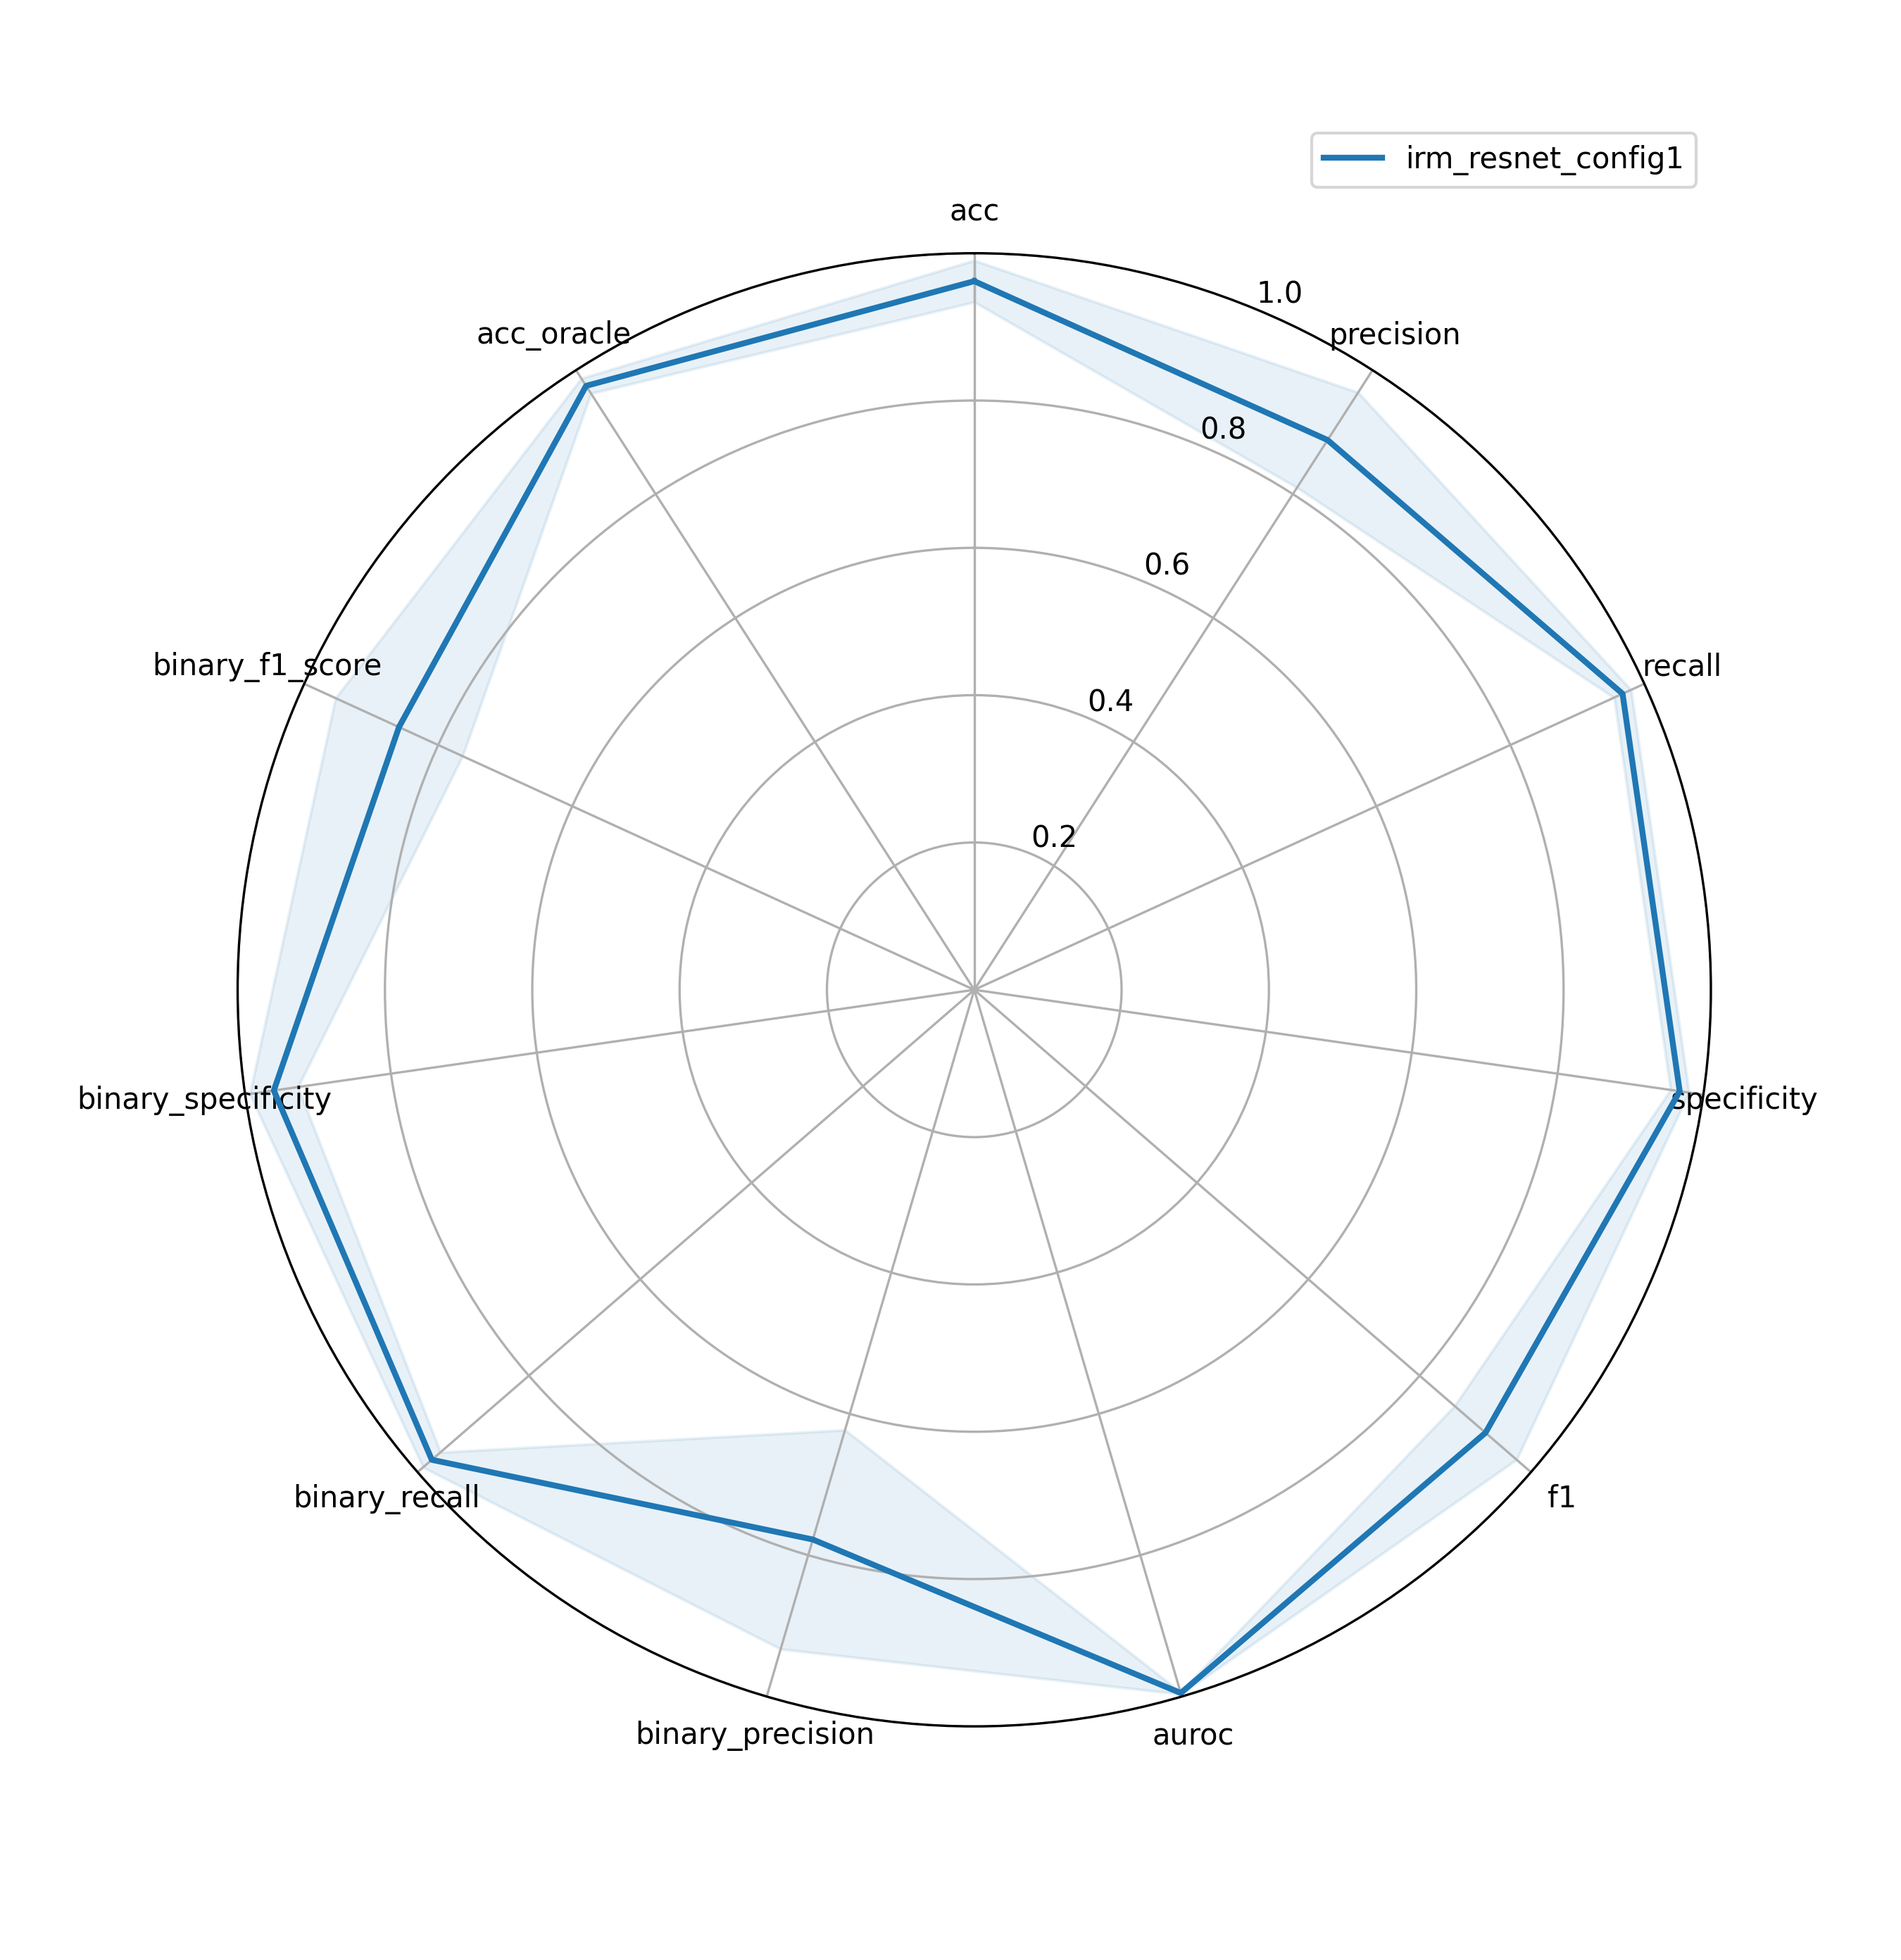 irm_resnet_config1
acc
1.0
acc_oracle
precision
0.8
0.6
binary_f1_score
recall
0.4
0.2
binary_specificity
specificity
binary_recall
f1
binary_precision
auroc